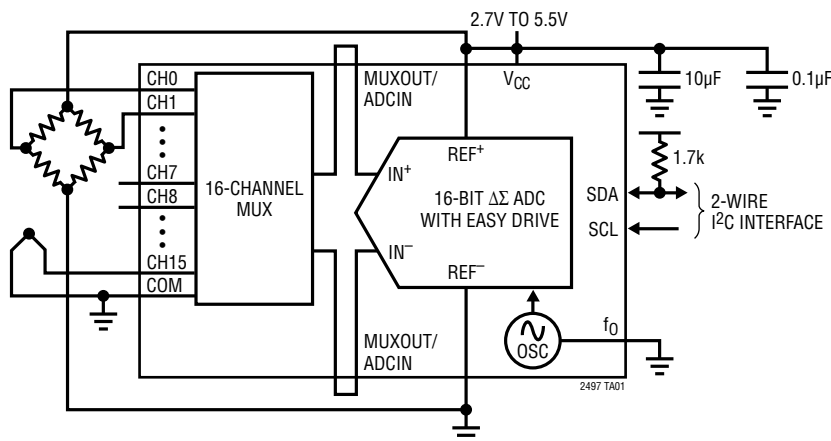 2.7V TO 5.5V
CH0
CH1
CH7
CH8
CH15
COM
16-CHANNEL
MUX
MUXOUT/
ADCIN
VCC
10µF
0.1µF
REF+
IN+
16-BIT ΔΣ ADC
WITH EASY DRIVE
IN−
REF−
1.7k
SDA
SCL
2-WIRE
I2C INTERFACE
MUXOUT/
ADCIN
OSC
fO
2497 TA01